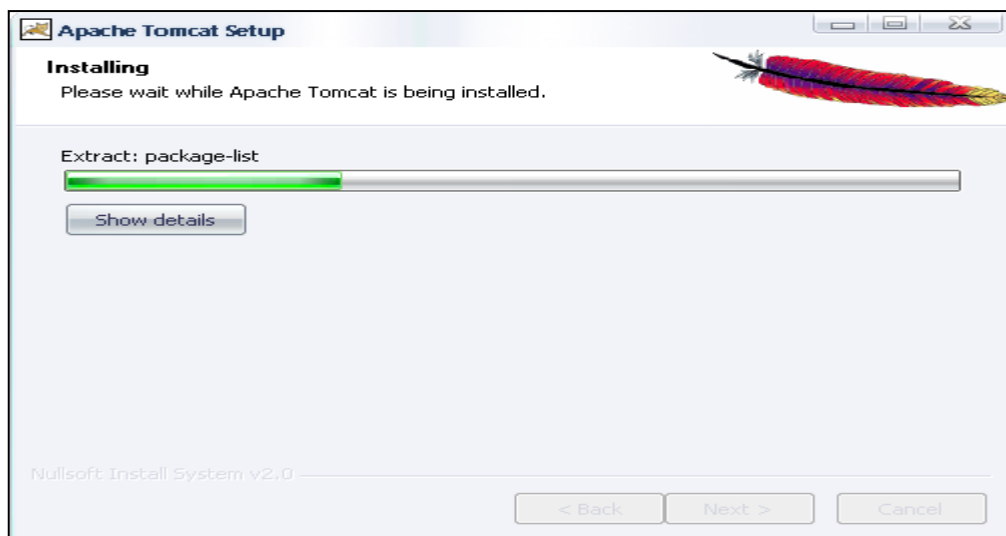 Apache Tomcat Setup
Installing
Please wait while Apache Tomcat is being installed.
Extract: package-list
Show details
Nullsoft Install System v2.0
< Back
Next >
Cancel